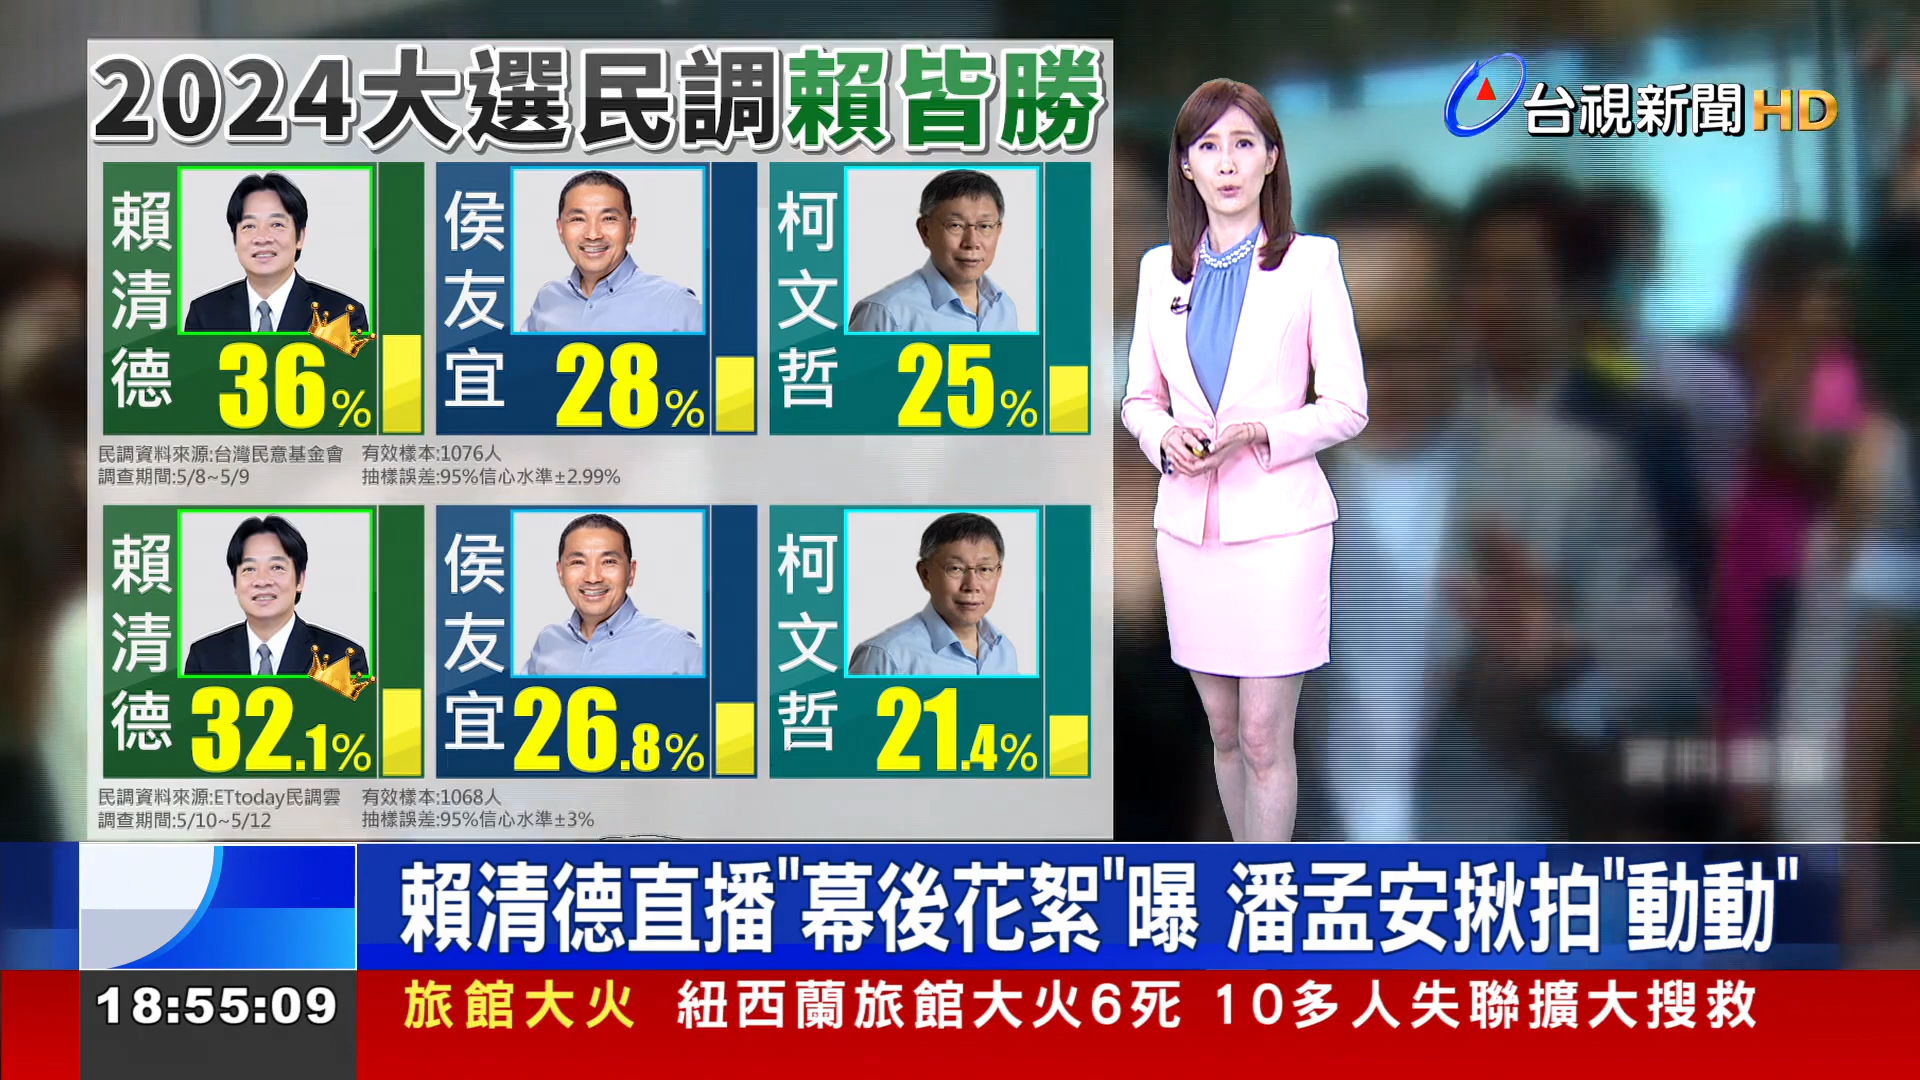 2024大選民調賴皆勝
台視新聞HD
賴清德
36%
侯友宜
28%
柯文哲
25%
民調資料來源:台灣民意基金會 有效樣本:1076人
調查期間:5/8~5/9 抽樣誤差:95%信心水準±2.99%
賴清德
32.1%
侯友宜
26.8%
柯文哲
21.4%
民調資料來源:ETtoday民調雲 有效樣本:1068人
調查期間:5/10~5/12 抽樣誤差:95%信心水準±3%
賴清德直播"幕後花絮"曝 潘孟安揪拍"動動"
18:55:09 旅館大火 紐西蘭旅館大火6死 10多人失聯擴大搜救